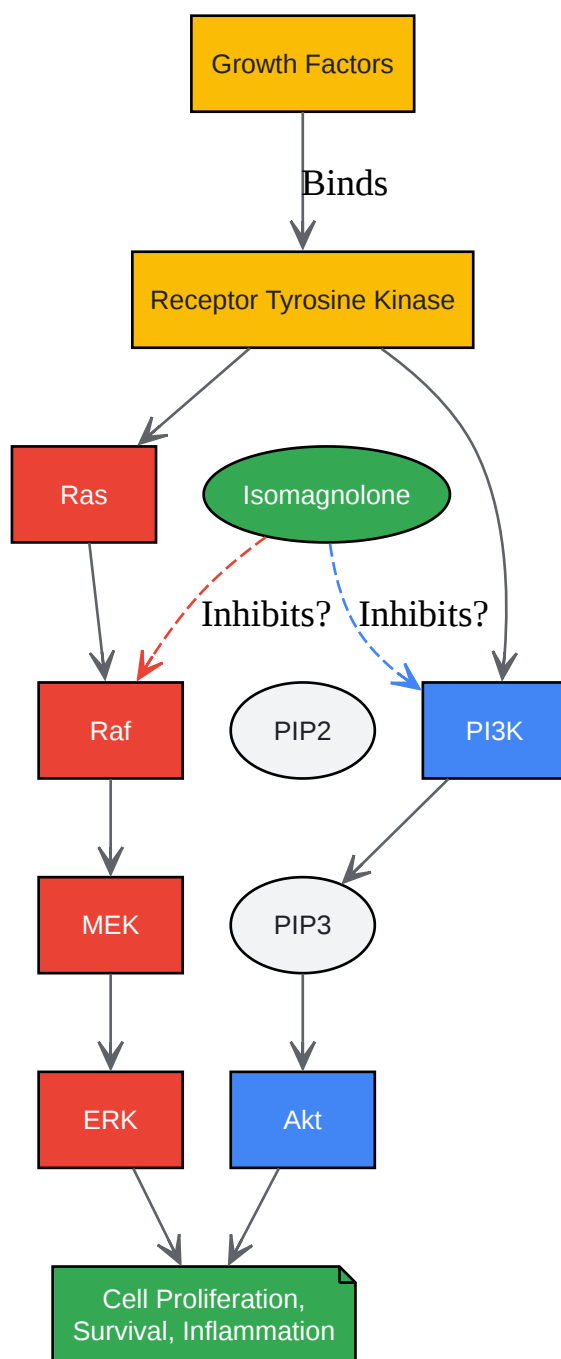 Growth Factors
Binds
Receptor Tyrosine Kinase
Ras
Isomagnolone
Inhibits?
Inhibits?
Raf
PIP2
PI3K
MEK
PIP3
ERK
Akt
Cell Proliferation,
Survival, Inflammation